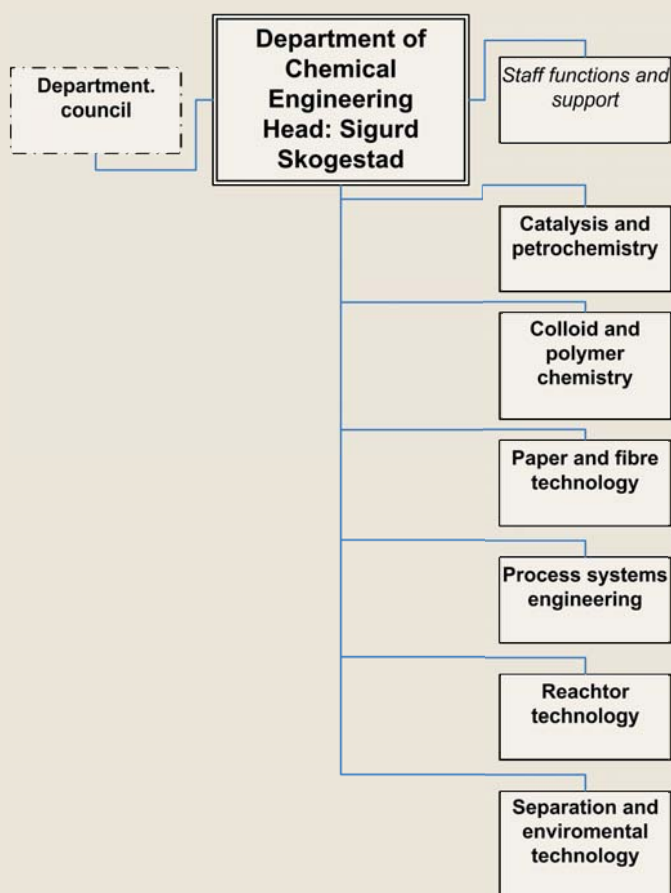 Department of
Chemical
Engineering
Head: Sigurd
Skogestad
Department.
council
Staff functions and
support
Catalysis and
petrochemistry
Colloid and
polymer
chemistry
Paper and fibre
technology
Process systems
engineering
Reachtor
technology
Separation and
enviromental
technology